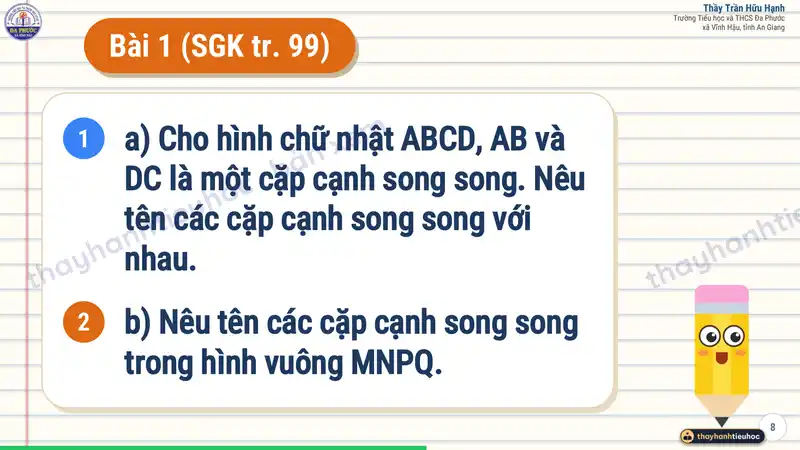 Thầy Trần Hữu Hạnh
Trường Tiểu học và THCS Đa Phước
xã Vĩnh Hậu, tỉnh An Giang
ĐA PHƯỚC
Bài 1 (SGK tr. 99)
1
a) Cho hình chữ nhật ABCD, AB và
DC là một cặp cạnh song song. Nêu
tên các cặp cạnh song song với
nhau.
2
b) Nêu tên các cặp cạnh song song
trong hình vuông MNPQ.
thayhanhtieuhoc
8